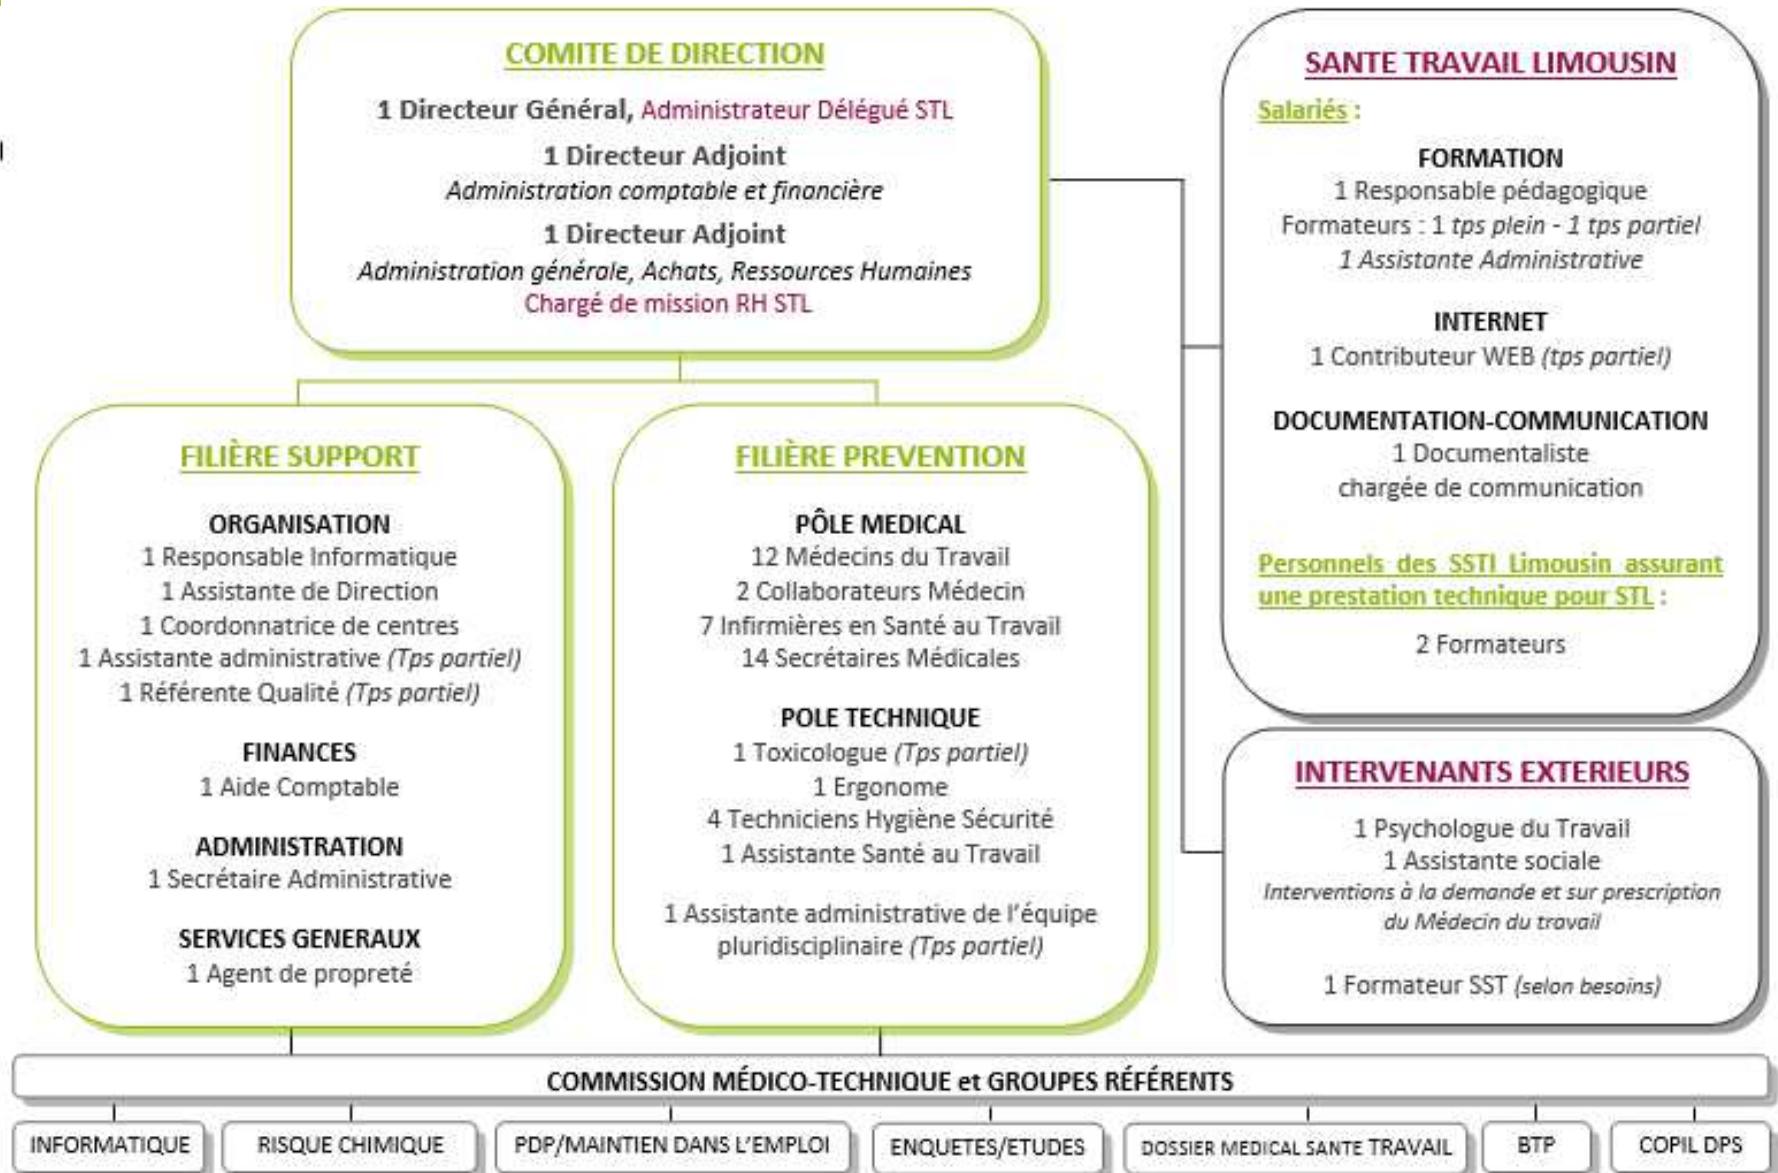 COMITE DE DIRECTION
1 Directeur Général, Administrateur Délégué STL
1 Directeur Adjoint
Administration comptable et financière
1 Directeur Adjoint
Administration générale, Achats, Ressources Humaines
Chargé de mission RH STL
SANTE TRAVAIL LIMOUSIN
Salariés :
FORMATION
1 Responsable pédagogique
Formateurs : 1 tps plein - 1 tps partiel
1 Assistante Administrative
INTERNET
1 Contributeur WEB (tps partiel)
DOCUMENTATION-COMMUNICATION
1 Documentaliste
chargée de communication
Personnels des SSTI Limousin assurant
une prestation technique pour STL :
2 Formateurs
FILIÈRE SUPPORT
ORGANISATION
1 Responsable Informatique
1 Assistante de Direction
1 Coordonnatrice de centres
1 Assistante administrative (Tps partiel)
1 Référente Qualité (Tps partiel)
FINANCES
1 Aide Comptable
ADMINISTRATION
1 Secrétaire Administrative
SERVICES GENERAUX
1 Agent de propreté
FILIÈRE PREVENTION
PÔLE MEDICAL
12 Médecins du Travail
2 Collaborateurs Médecin
7 Infirmières en Santé au Travail
14 Secrétaires Médicales
POLE TECHNIQUE
1 Toxicologue (Tps partiel)
1 Ergonome
4 Techniciens Hygiène Sécurité
1 Assistante Santé au Travail
1 Assistante administrative de l'équipe
pluridisciplinaire (Tps partiel)
INTERVENANTS EXTERIEURS
1 Psychologue du Travail
1 Assistante sociale
Interventions à la demande et sur prescription
du Médecin du travail
1 Formateur SST (selon besoins)
COMMISSION MÉDICO-TECHNIQUE et GROUPES RÉFÉRENTS
INFORMATIQUE
RISQUE CHIMIQUE
PDP/MAINTIEN DANS L'EMPLOI
ENQUETES/ETUDES
DOSSIER MEDICAL SANTE TRAVAIL
BTP
COPIL DPS